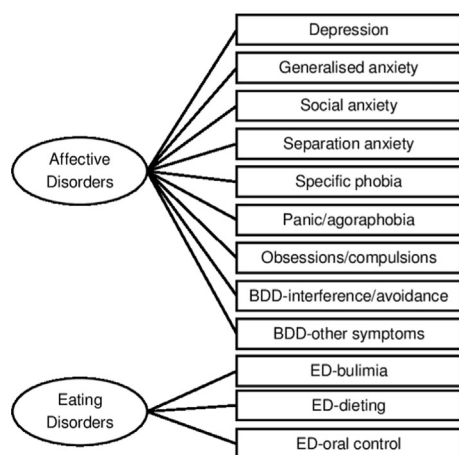 Depression
Generalised anxiety
Social anxiety
Affective
Disorders
Separation anxiety
Specific phobia
Panic/agoraphobia
Obsessions/compulsions
BDD-interference/avoidance
BDD-other symptoms
Eating
Disorders
ED-bulimia
ED-dieting
ED-oral control